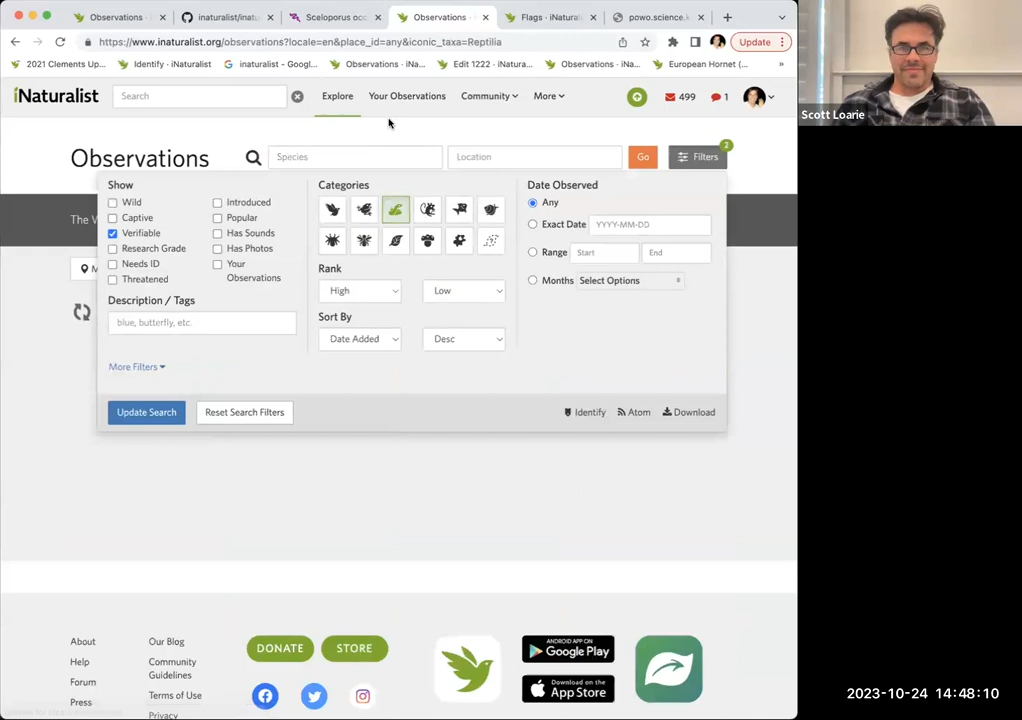 Observations
inaturalist/inatu
Sceloporus occ
Observations
Flags · iNatural
powo.science.k
https://www.inaturalist.org/observations?locale=en&place_id=any&iconic_taxa=Reptilia
Update
2021 Clements Up...
Identify · iNaturalist
inaturalist - Googl...
Observations · iNa...
Edit 1222 · iNatura...
Observations · iNa...
European Hornet (...
»
iNaturalist
Search
Explore
Your Observations
Community
More
499
1
Scott Loarie
Observations
Species
Location
Go
Filters
2
Show
Wild
Captive
Verifiable
Research Grade
Needs ID
Threatened
Introduced
Popular
Has Sounds
Has Photos
Your
Observations
Description / Tags
blue, butterfly, etc.
More Filters
Categories
Rank
High
Low
Sort By
Date Added
Desc
Date Observed
Any
Exact Date
YYYY-MM-DD
Range
Start
End
Months
Select Options
The W
M
Update Search
Reset Search Filters
Identify
Atom
Download
About
Help
Forum
Press
Our Blog
Community
Guidelines
Terms of Use
Privacy
DONATE
STORE
ANDROID APP ON
Google Play
Download on the
App Store
2023-10-24 14:48:10